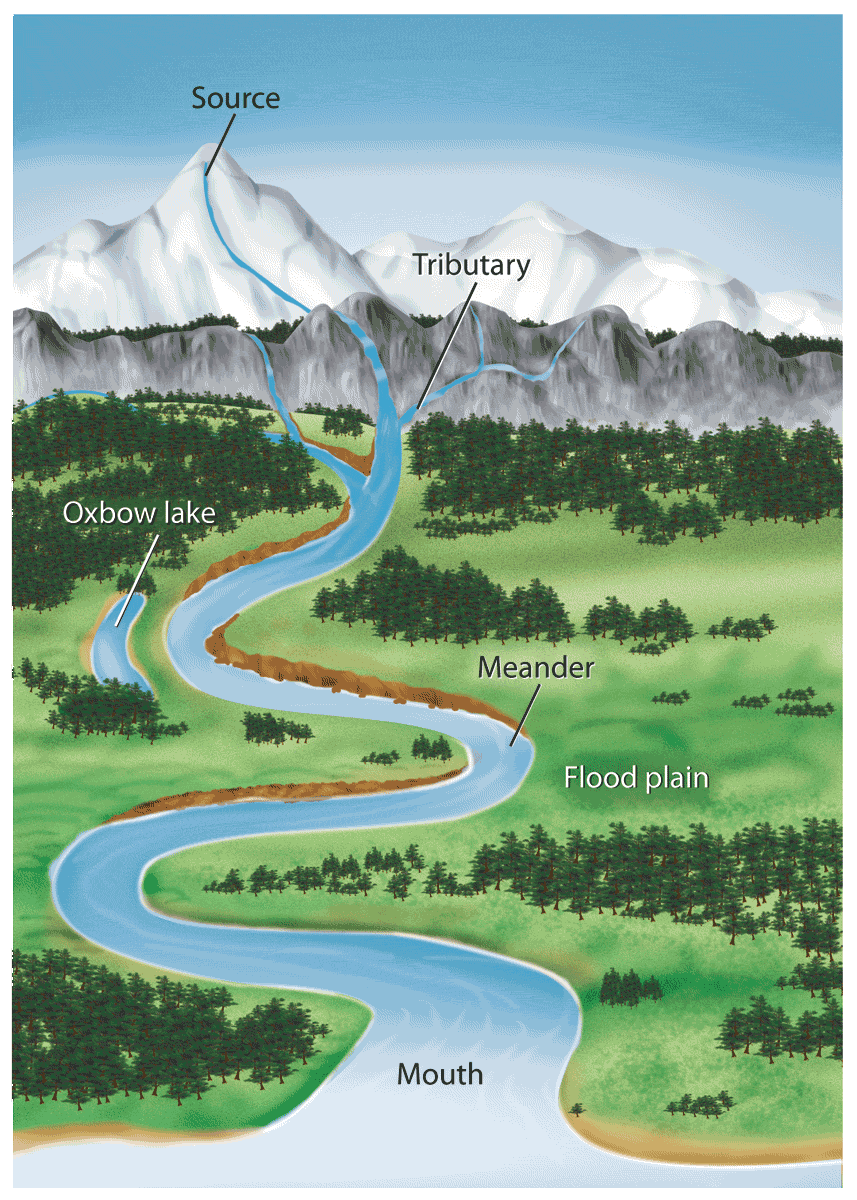 Source
Tributary
Oxbow lake
Meander
Flood plain
Mouth